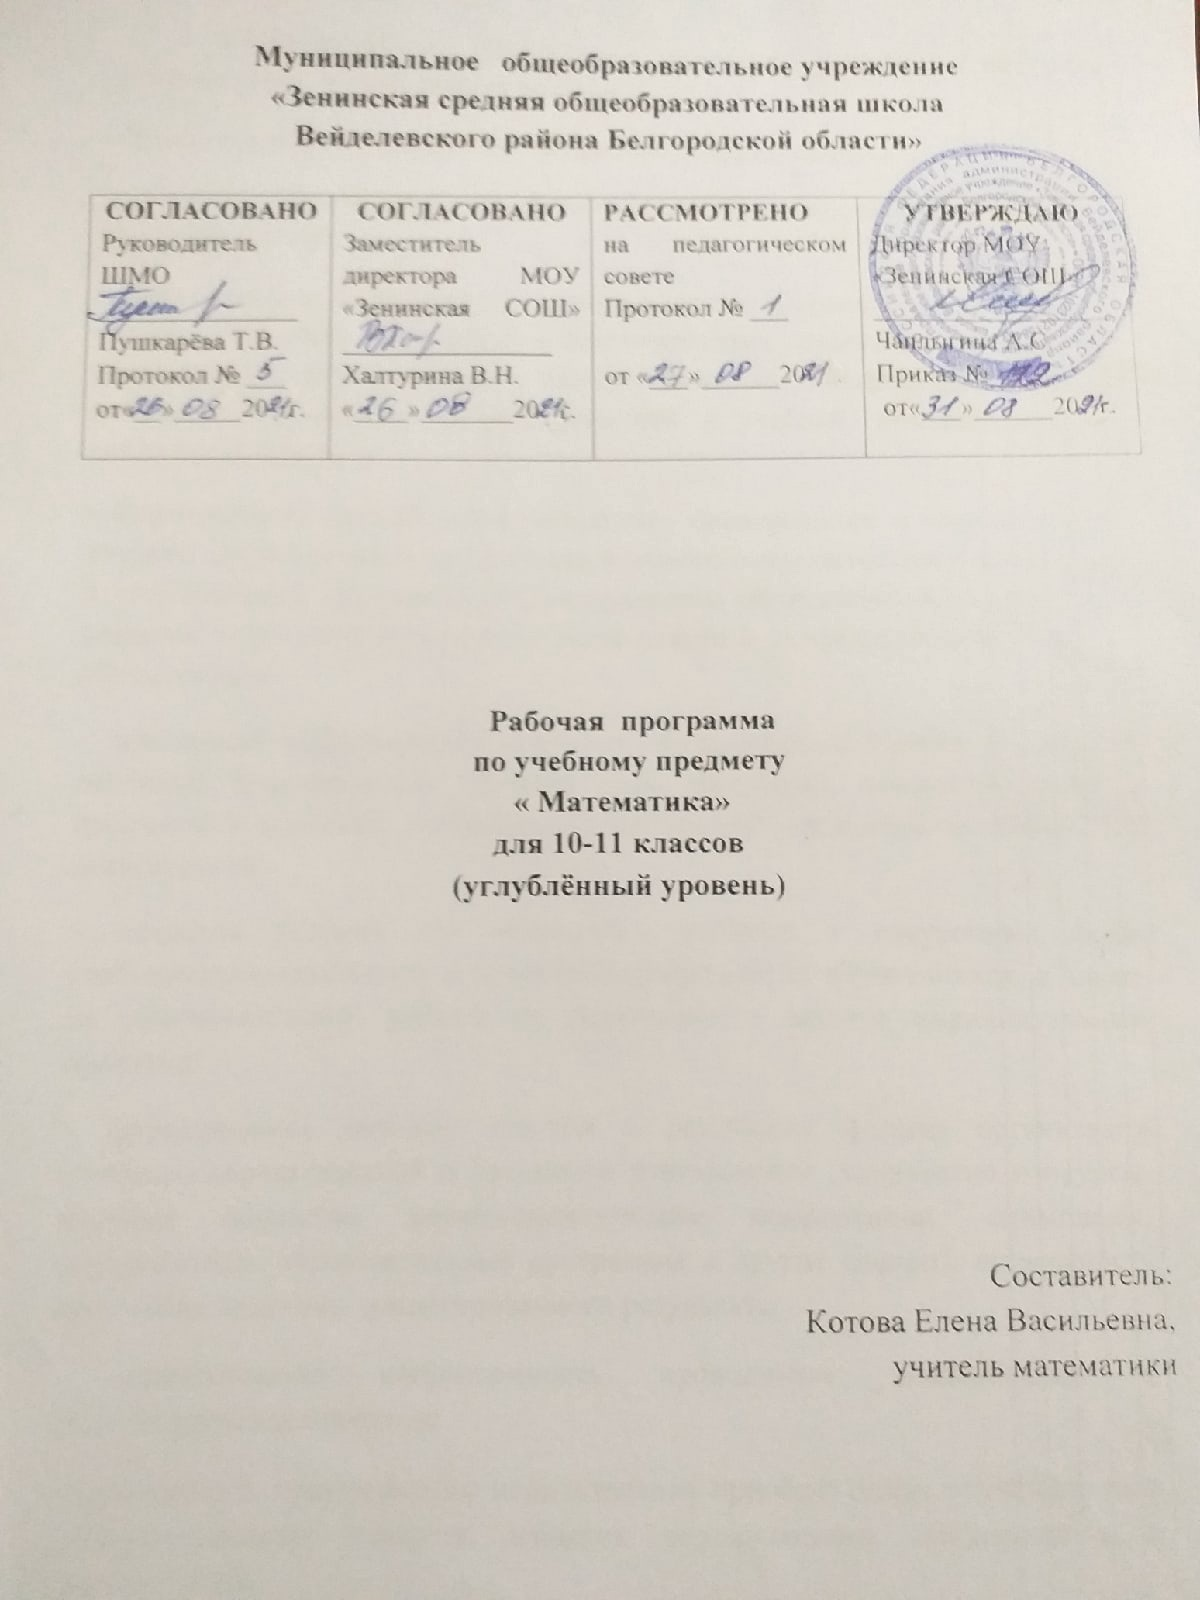 Муниципальное общеобразовательное учреждение
«Зенинская средняя общеобразовательная школа
Вейделевского района Белгородской области»
СОГЛАСОВАНО
Руководитель
ШМО
Пушкарёва Т.В.
Протокол № 5
от«26» 08 2021г.
СОГЛАСОВАНО
Заместитель
директора МОУ
«Зенинская СОШ»
Халтурина В.Н.
«26» 08 2021г.
РАССМОТРЕНО
на педагогическом
совете
Протокол № 1
от «27» 08 2021 .
УТВЕРЖДАЮ
Директор МОУ
«Зенинская СОШ»
Приказ №
от«31» 08 2021г.
Рабочая программа
по учебному предмету
« Математика»
для 10-11 классов
(углублённый уровень)
Составитель:
Котова Елена Васильевна,
учитель математики